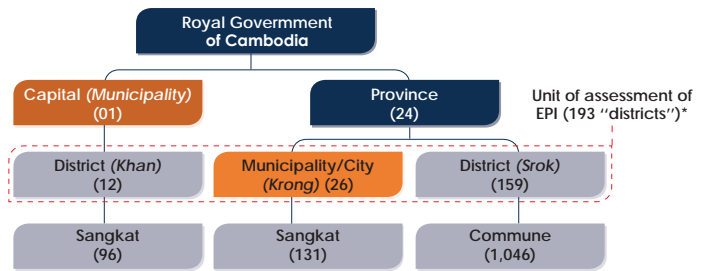 Royal Government
of Cambodia
Capital (Municipality)
(01)
Province
(24)
Unit of assessment of
EPI (193 "districts")*
District (Khan)
(12)
Municipality/City
(Krong) (26)
District (Srok)
(159)
Sangkat
(96)
Sangkat
(131)
Commune
(1,046)